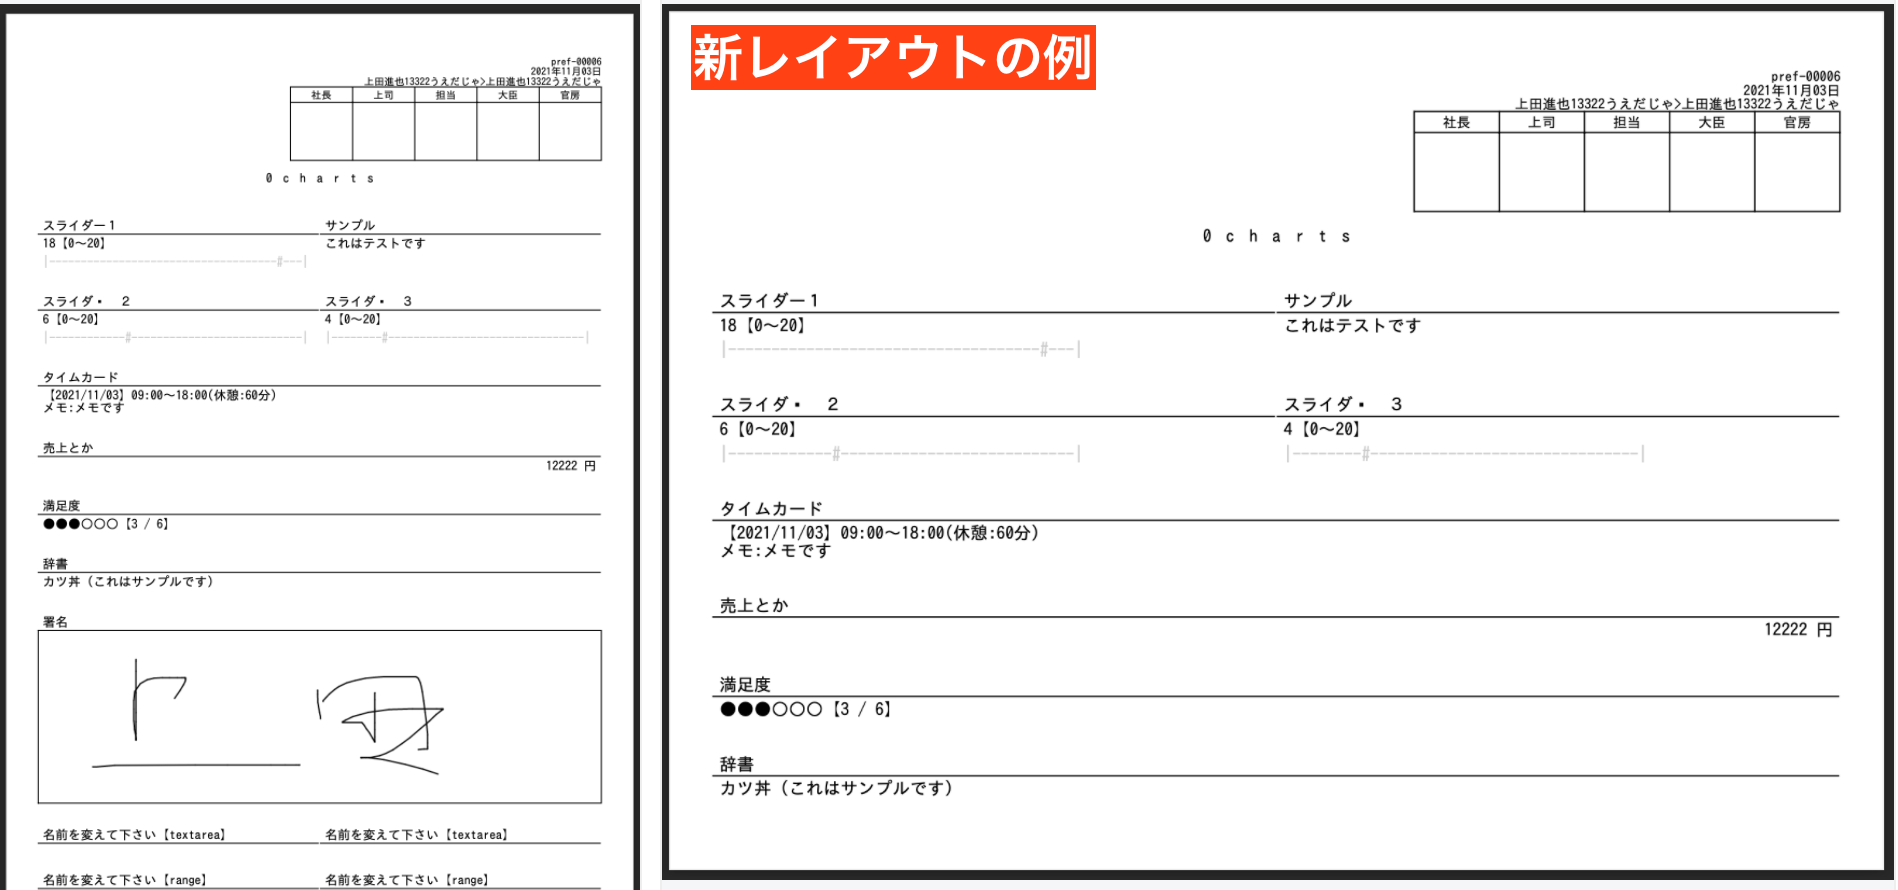 pref-00006
2021年11月03日
上田進也13322うえだじゃ>上田進也13322うえだじゃ
社長 上司 担当 大臣 官房
0 c h a r t s
スライダー1 サンプル
18【0〜20】 これはテストです
|------------------------------------#---|
スライダ・ 2 スライダ・ 3
6【0〜20】 4【0〜20】
|------------#---------------------------| |--------#-------------------------------|
タイムカード
【2021/11/03】09:00〜18:00(休憩:60分)
メモ:メモです
売上とか
12222 円
満足度
●●●○○○【3 / 6】
辞書
カツ丼（これはサンプルです）
署名
名前を変えて下さい【textarea】 名前を変えて下さい【textarea】
名前を変えて下さい【range】 名前を変えて下さい【range】
新レイアウトの例
pref-00006
2021年11月03日
上田進也13322うえだじゃ>上田進也13322うえだじゃ
社長 上司 担当 大臣 官房
0 c h a r t s
スライダー1 サンプル
18【0〜20】 これはテストです
|------------------------------------#---|
スライダ・ 2 スライダ・ 3
6【0〜20】 4【0〜20】
|------------#---------------------------| |--------#-------------------------------|
タイムカード
【2021/11/03】09:00〜18:00(休憩:60分)
メモ:メモです
売上とか
12222 円
満足度
●●●○○○【3 / 6】
辞書
カツ丼（これはサンプルです）